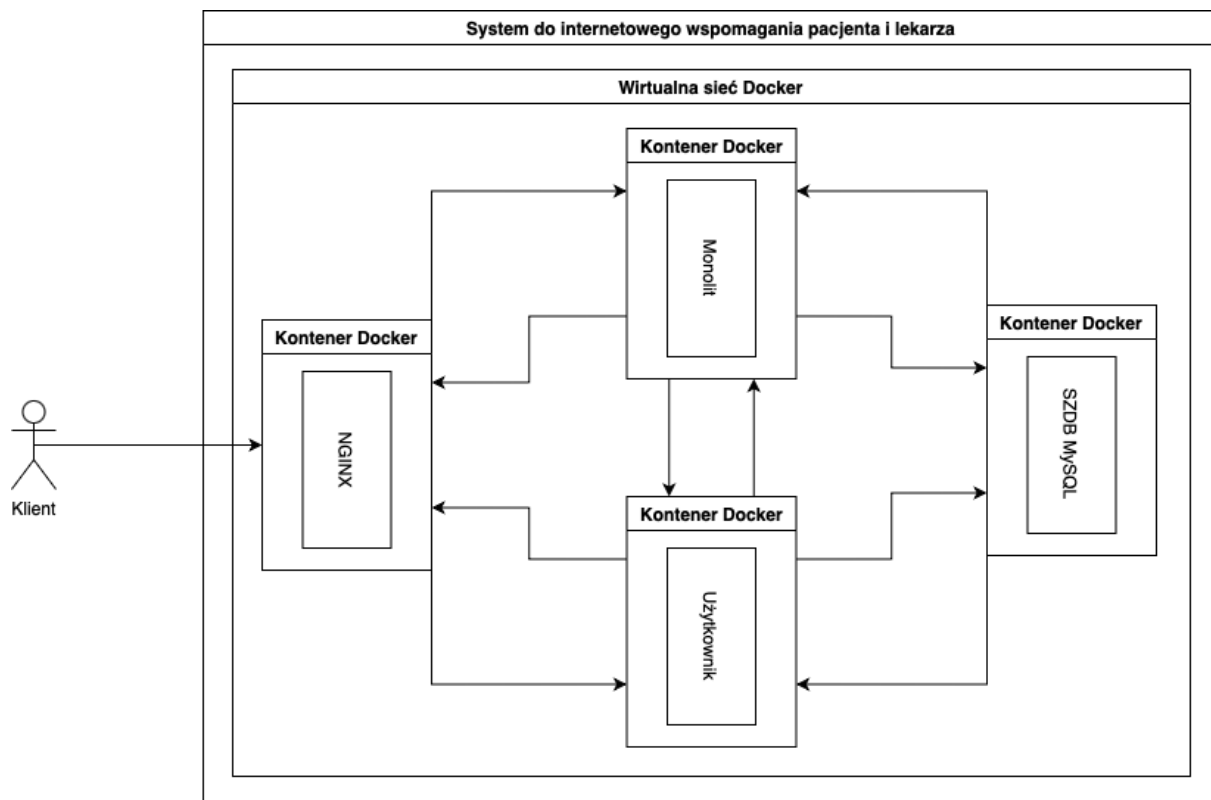 System do internetowego wspomagania pacjenta i lekarza
Wirtualna sieć Docker
Kontener Docker
Monolit
Kontener Docker
NGINX
Kontener Docker
SZDB MySQL
Klient
Kontener Docker
Użytkownik